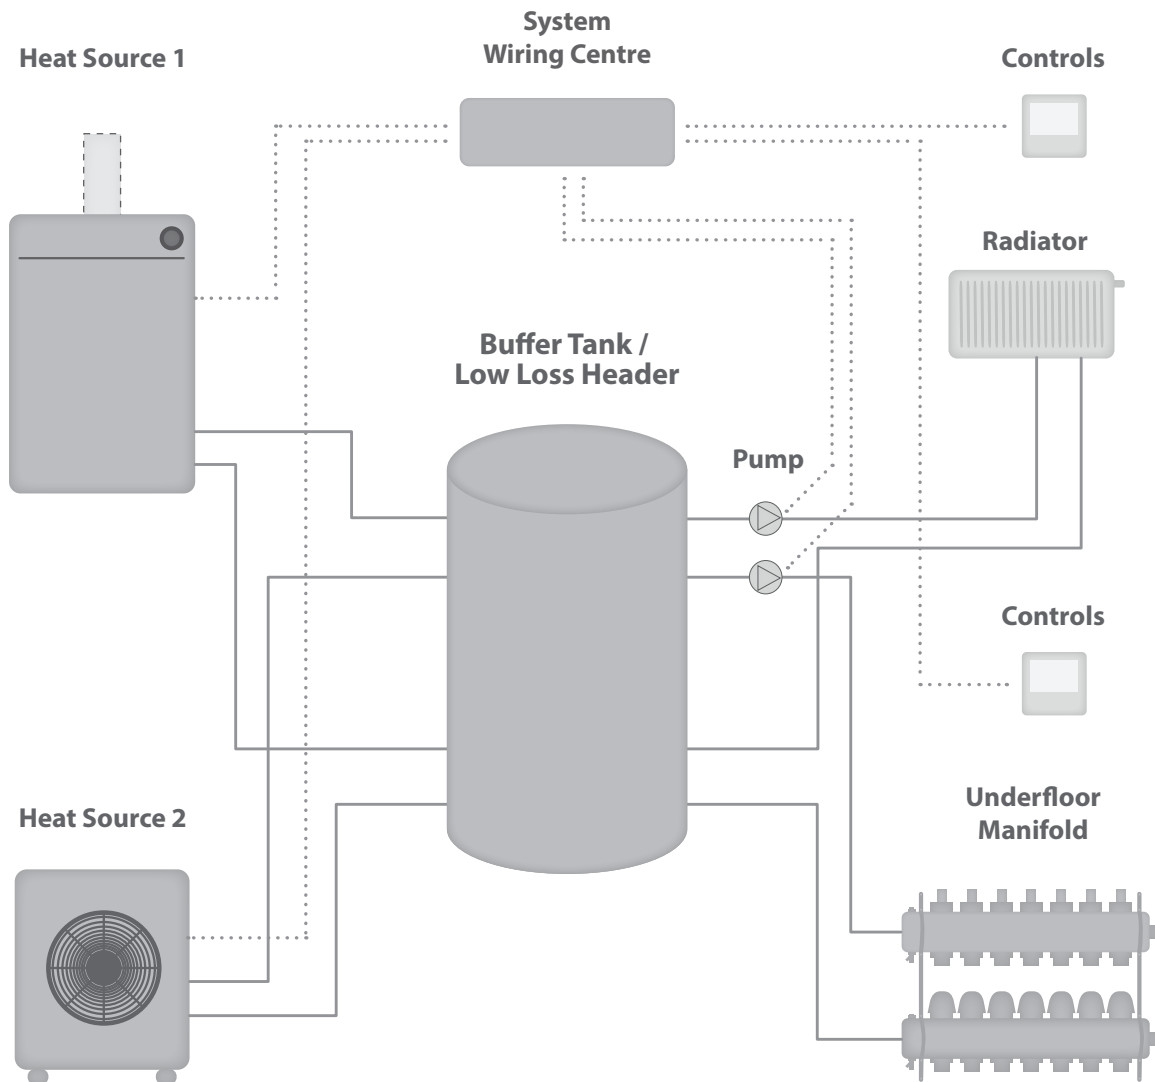 System
Wiring Centre
Heat Source 1
Controls
Radiator
Buffer Tank /
Low Loss Header
Pump
Controls
Underfloor
Manifold
Heat Source 2